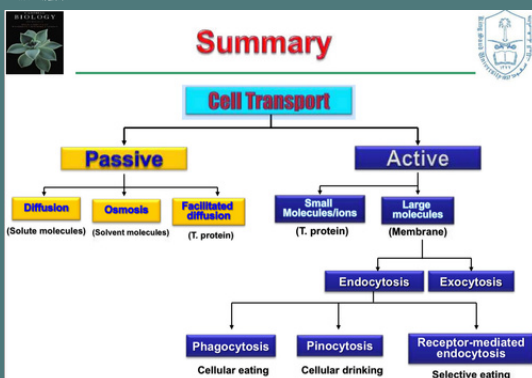 BIOLOGY
Summary
Cell Transport
Passive
Active
Diffusion
(Solute molecules)
Osmosis
(Solvent molecules)
Facilitated
diffusion
(T. protein)
Small
Molecules/ions
(T. protein)
Large
molecules
(Membrane)
Endocytosis
Exocytosis
Phagocytosis
Cellular eating
Pinocytosis
Cellular drinking
Receptor-mediated
endocytosis
Selective eating